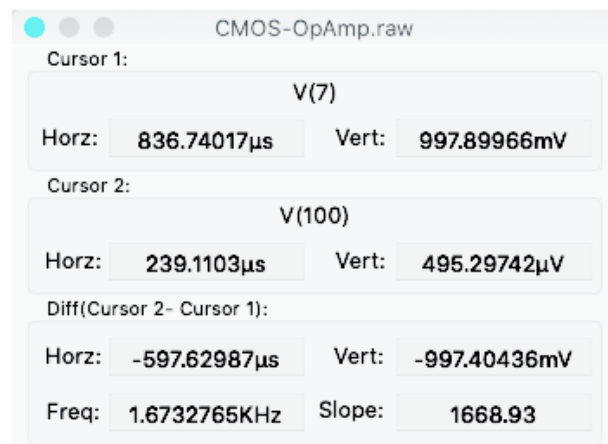 CMOS-OpAmp.raw
Cursor 1:
V(7)
Horz: 836.74017µs Vert: 997.89966mV
Cursor 2:
V(100)
Horz: 239.1103µs Vert: 495.29742µV
Diff(Cursor 2- Cursor 1):
Horz: -597.62987µs Vert: -997.40436mV
Freq: 1.6732765KHz Slope: 1668.93